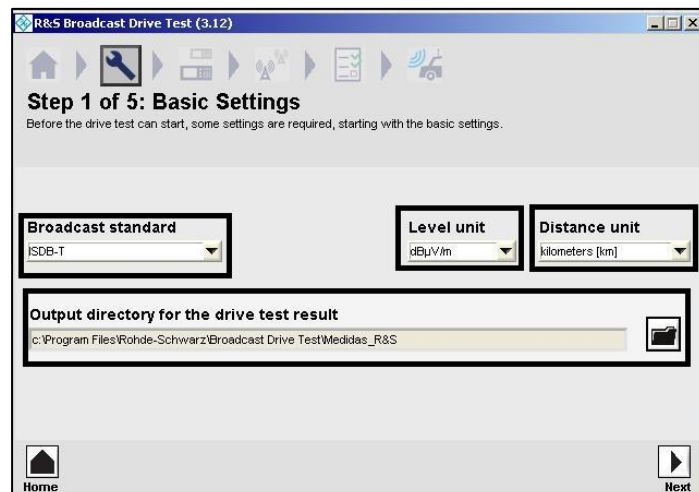 R&S Broadcast Drive Test (3.12)
Step 1 of 5: Basic Settings
Before the drive test can start, some settings are required, starting with the basic settings.
Broadcast standard
ISDB-T
Level unit
dBµV/m
Distance unit
kilometers [km]
Output directory for the drive test result
c:\Program Files\Rohde-Schwarz\Broadcast Drive Test\Medidas_R&S
Home
Next